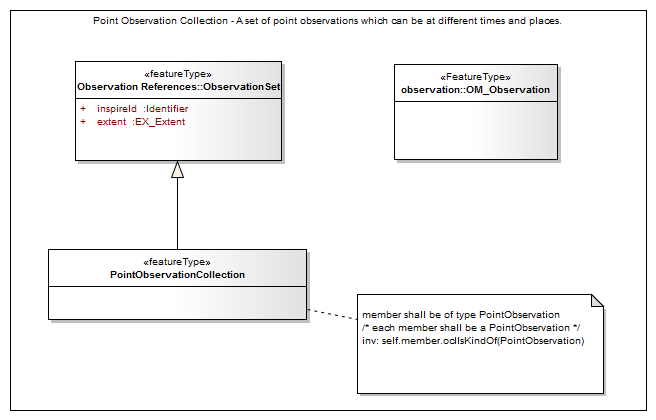 Point Observation Collection - A set of point observations which can be at different times and places.
«featureType»
Observation References::ObservationSet
+ inspireId :Identifier
+ extent :EX_Extent
«FeatureType»
observation::OM_Observation
«featureType»
PointObservationCollection
member shall be of type PointObservation
/* each member shall be a PointObservation */
inv: self.member.oclIsKindOf(PointObservation)